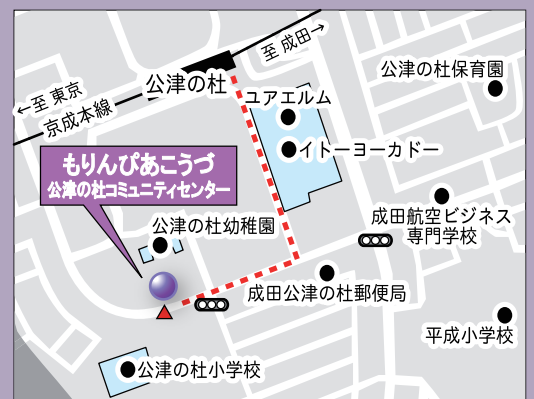 至 成田→
公津の杜
公津の杜保育園
←至 東京
京成本線
ユアエルム
イトーヨーカドー
もりんぴあこうづ
公津の杜コミュニティセンター
公津の杜幼稚園
成田航空ビジネス
専門学校
成田公津の杜郵便局
平成小学校
公津の杜小学校